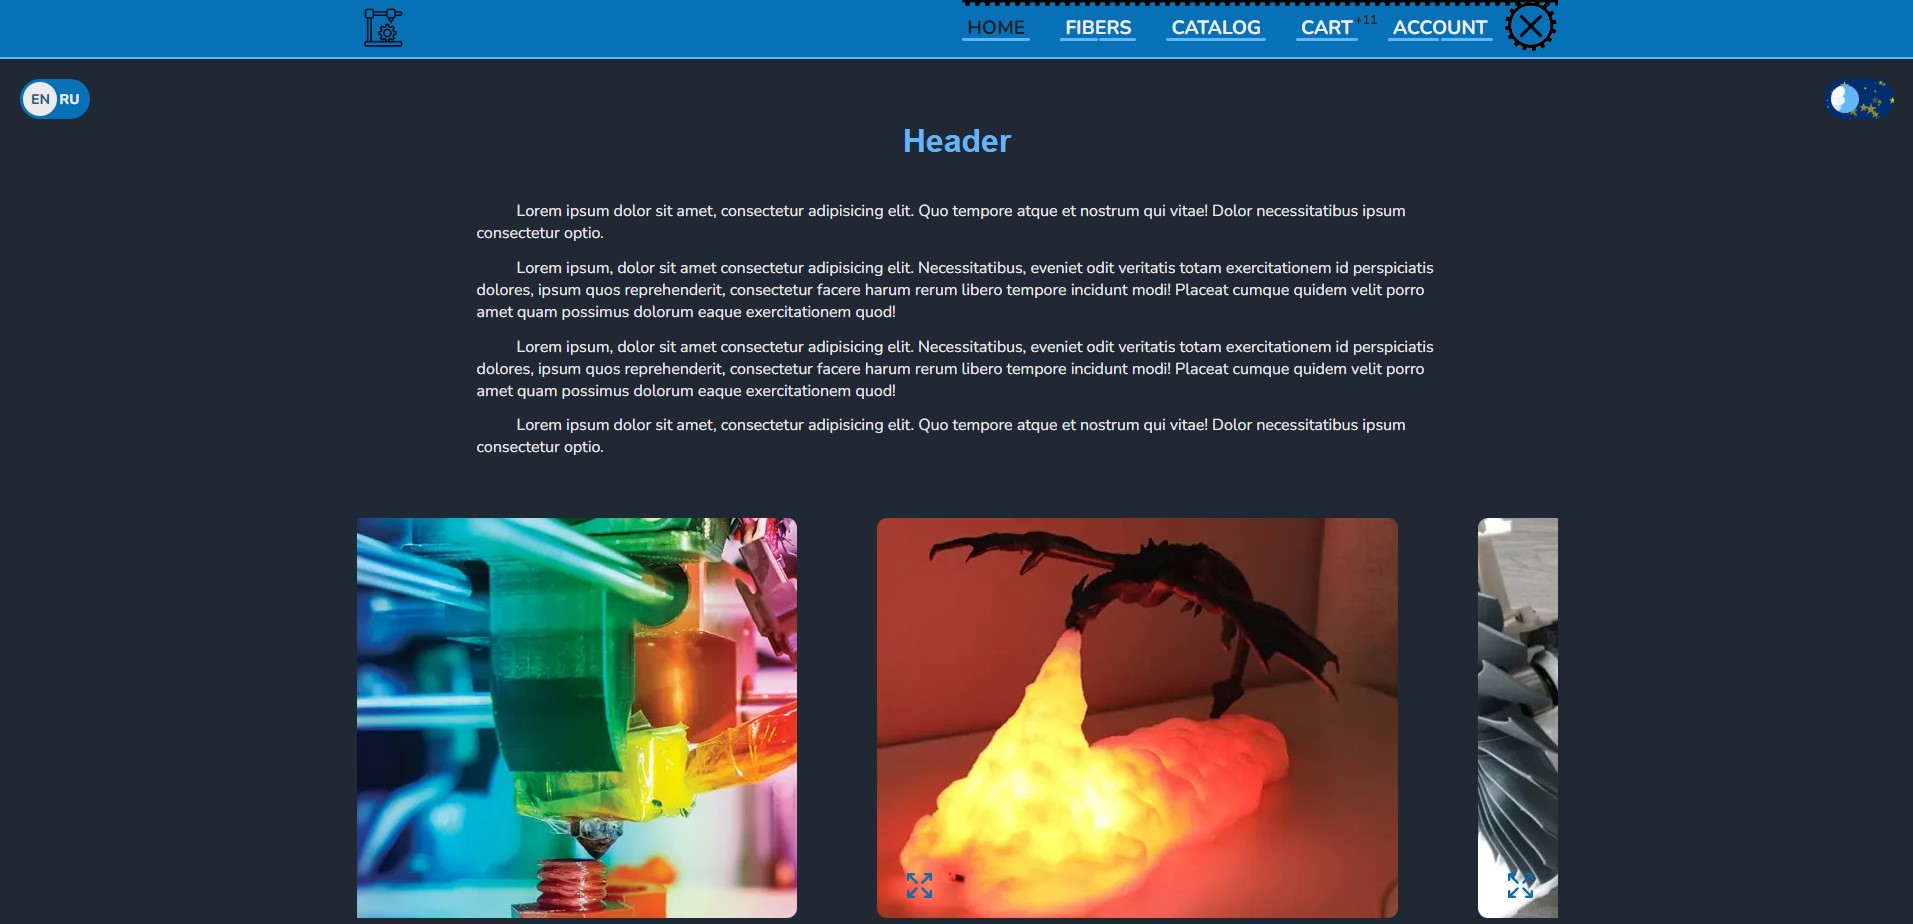 HOME FIBERS CATALOG CART +11 ACCOUNT
EN RU
Header
Lorem ipsum dolor sit amet, consectetur adipisicing elit. Quo tempore atque et nostrum qui vitae! Dolor necessitatibus ipsum
consectetur optio.
Lorem ipsum, dolor sit amet consectetur adipisicing elit. Necessitatibus, eveniet odit veritatis totam exercitationem id perspiciatis
dolores, ipsum quos reprehenderit, consectetur facere harum rerum libero tempore incidunt modi! Placeat cumque quidem velit porro
amet quam possimus dolorum eaque exercitationem quod!
Lorem ipsum, dolor sit amet consectetur adipisicing elit. Necessitatibus, eveniet odit veritatis totam exercitationem id perspiciatis
dolores, ipsum quos reprehenderit, consectetur facere harum rerum libero tempore incidunt modi! Placeat cumque quidem velit porro
amet quam possimus dolorum eaque exercitationem quod!
Lorem ipsum dolor sit amet, consectetur adipisicing elit. Quo tempore atque et nostrum qui vitae! Dolor necessitatibus ipsum
consectetur optio.